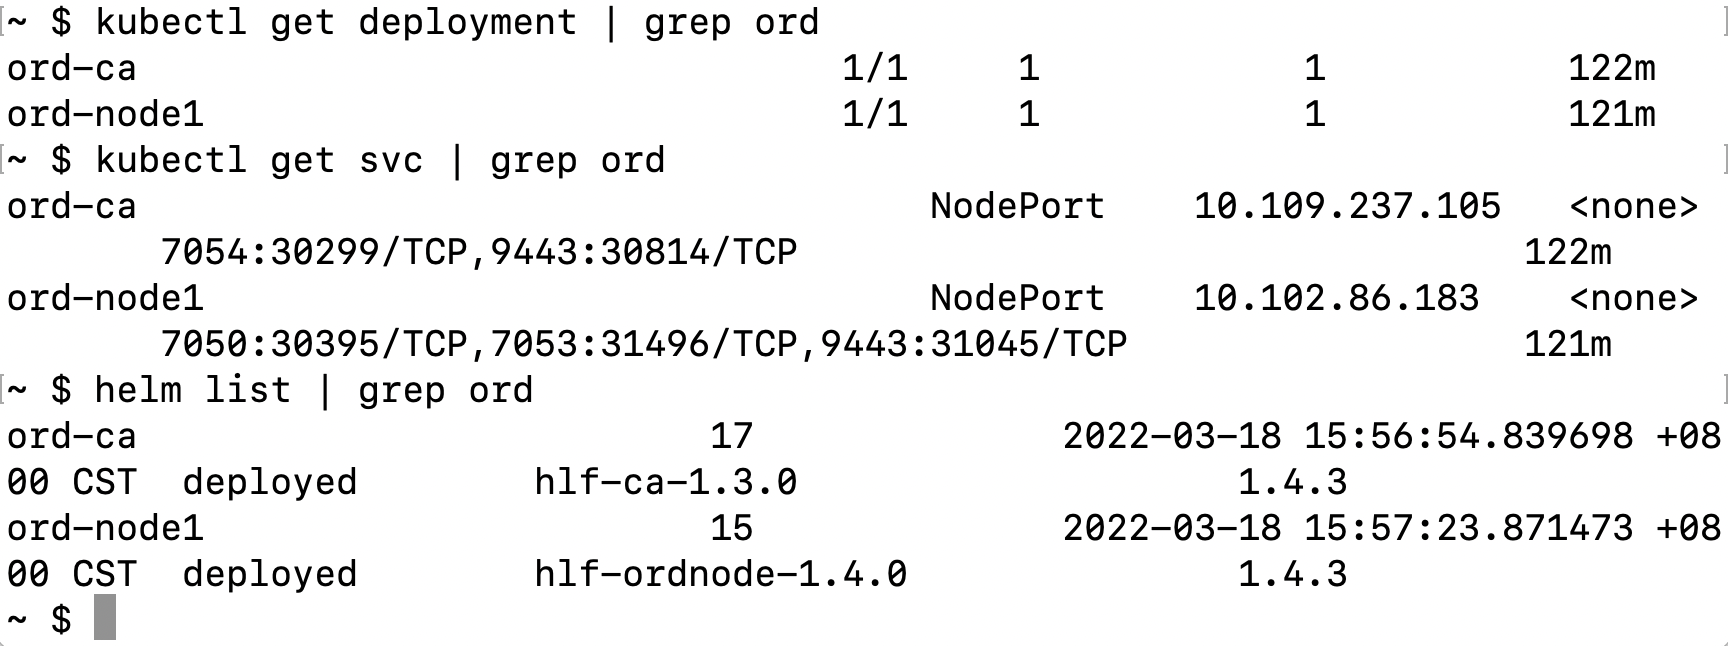 ~ $ kubectl get deployment | grep ord
ord-ca 1/1 1 1 122m
ord-node1 1/1 1 1 121m
~ $ kubectl get svc | grep ord
ord-ca NodePort 10.109.237.105 <none>
7054:30299/TCP,9443:30814/TCP 122m
ord-node1 NodePort 10.102.86.183 <none>
7050:30395/TCP,7053:31496/TCP,9443:31045/TCP 121m
~ $ helm list | grep ord
ord-ca 17 2022-03-18 15:56:54.839698 +08
00 CST deployed hlf-ca-1.3.0 1.4.3
ord-node1 15 2022-03-18 15:57:23.871473 +08
00 CST deployed hlf-ordnode-1.4.0 1.4.3
~ $